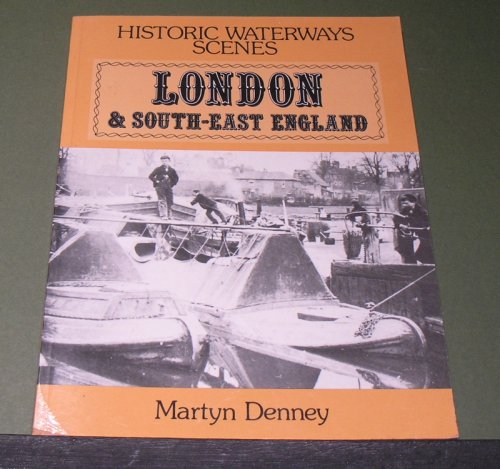 HISTORIC WATERWAYS
SCENES
LONDON
& SOUTH-EAST ENGLAND
Martyn Denney